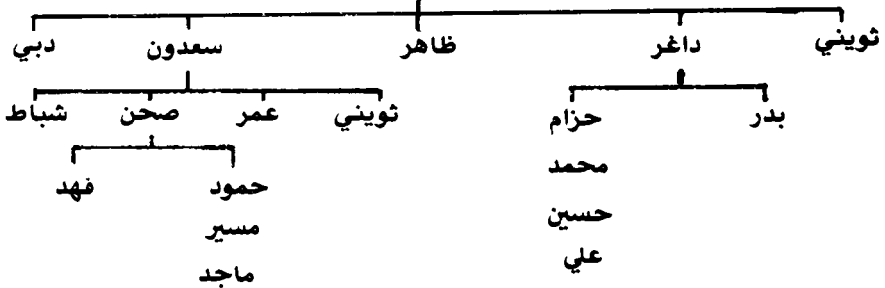 ثويني داغر ظاهر سعدون دبي
بدر حزام ثويني عمر صحن شباط
محمد
حمود فهد
حسين
مسير
علي
ماجد